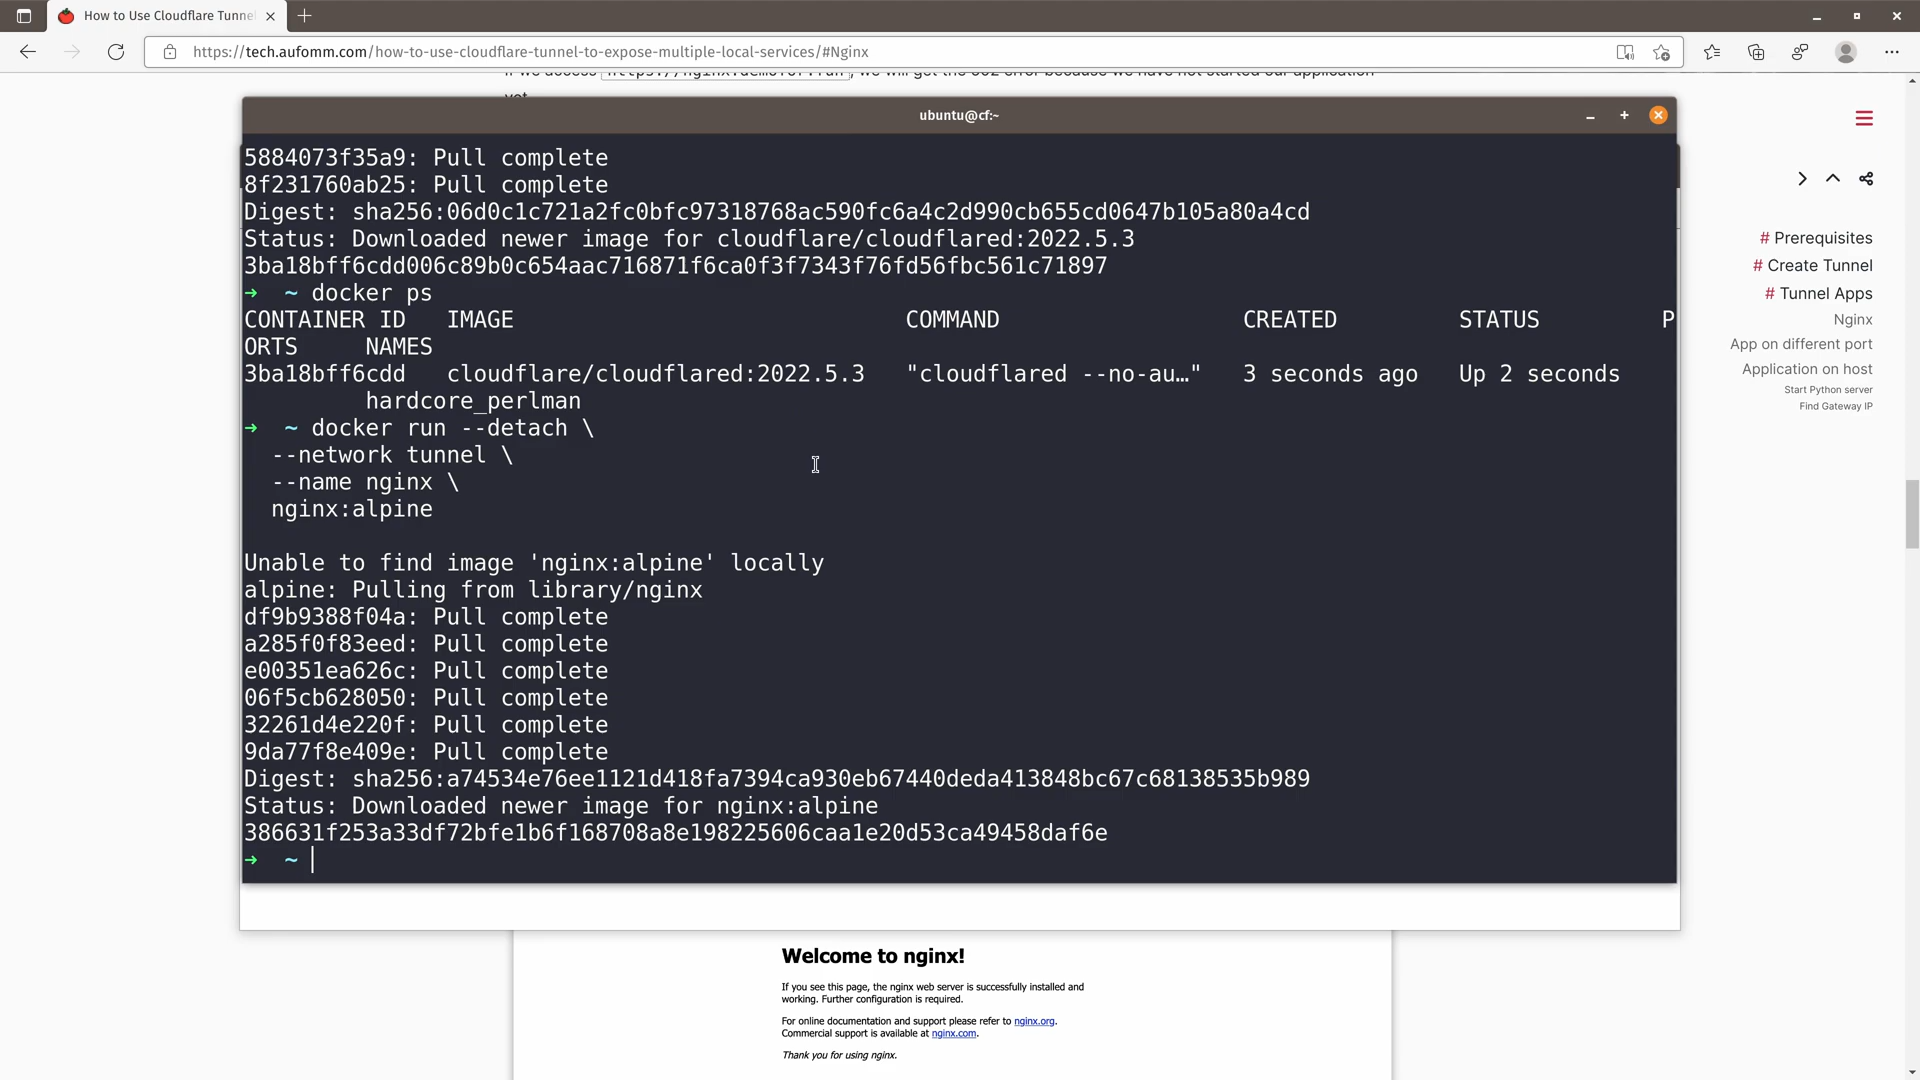 How to Use Cloudflare Tunne
https://tech.aufomm.com/how-to-use-cloudflare-tunnel-to-expose-multiple-local-services/#Nginx
ubuntu@cf:~
5884073f35a9: Pull complete
8f231760ab25: Pull complete
Digest: sha256:06d0c1c721a2fc0bfc97318768ac590fc6a4c2d990cb655cd0647b105a80a4cd
Status: Downloaded newer image for cloudflare/cloudflared:2022.5.3
3ba18bff6cdd006c89b0c654aac716871f6ca0f3f7343f76fd56fbc561c71897
➜ ~ docker ps
CONTAINER ID IMAGE COMMAND CREATED STATUS P
ORTS NAMES
3ba18bff6cdd cloudflare/cloudflared:2022.5.3 "cloudflared --no-au…" 3 seconds ago Up 2 seconds
hardcore_perlman
➜ ~ docker run --detach \
--network tunnel \
--name nginx \
nginx:alpine
Unable to find image 'nginx:alpine' locally
alpine: Pulling from library/nginx
df9b9388f04a: Pull complete
a285f0f83eed: Pull complete
e00351ea626c: Pull complete
06f5cb628050: Pull complete
32261d4e220f: Pull complete
9da77f8e409e: Pull complete
Digest: sha256:a74534e76ee1121d418fa7394ca930eb67440deda413848bc67c68138535b989
Status: Downloaded newer image for nginx:alpine
386631f253a33df72bfe1b6f168708a8e198225606caa1e20d53ca49458daf6e
➜ ~
# Prerequisites
# Create Tunnel
# Tunnel Apps
Nginx
App on different port
Application on host
Start Python server
Find Gateway IP
Welcome to nginx!
If you see this page, the nginx web server is successfully installed and
working. Further configuration is required.
For online documentation and support please refer to nginx.org.
Commercial support is available at nginx.com.
Thank you for using nginx.